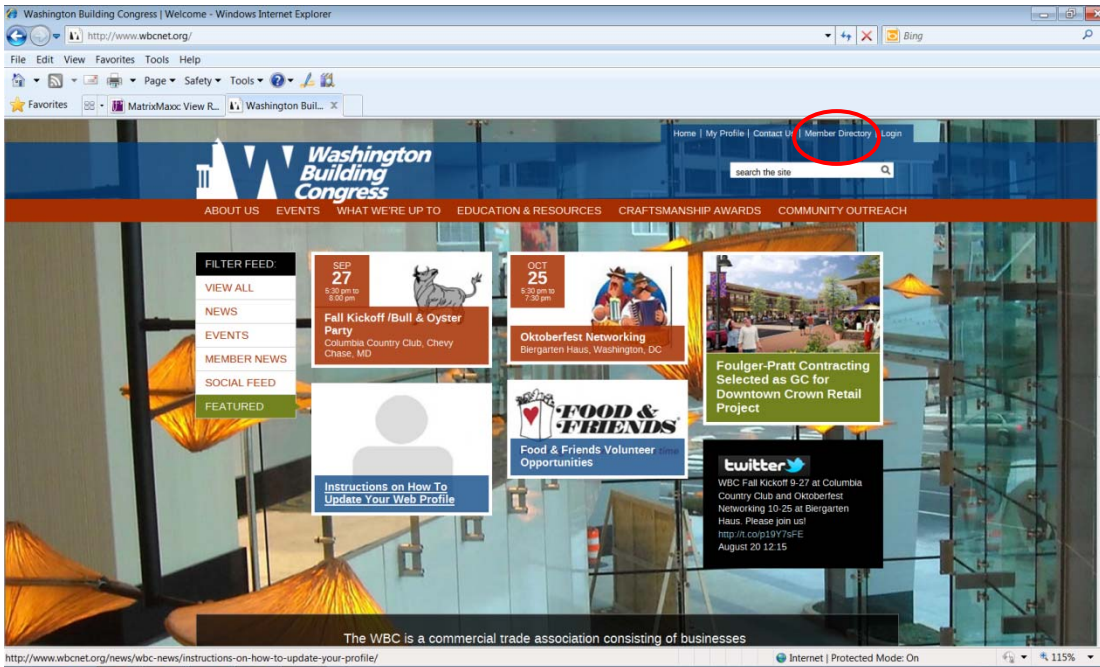 Washington Building Congress | Welcome - Windows Internet Explorer
http://www.wbcnet.org/
Bing
File Edit View Favorites Tools Help
Page Safety Tools
Favorites MatrixMaxx: View R... Washington Buil... X
Home | My Profile | Contact Us | Member Directory | Login
Washington
Building
Congress
search the site
ABOUT US EVENTS WHAT WE'RE UP TO EDUCATION & RESOURCES CRAFTSMANSHIP AWARDS COMMUNITY OUTREACH
FILTER FEED:
VIEW ALL
NEWS
EVENTS
MEMBER NEWS
SOCIAL FEED
FEATURED
SEP
27
5:30 pm to
8:00 pm
Fall Kickoff /Bull & Oyster
Party
Columbia Country Club, Chevy
Chase, MD
Instructions on How To
Update Your Web Profile
OCT
25
5:30 pm to
7:30 pm
Oktoberfest Networking
Biergarten Haus, Washington, DC
FOOD &
FRIENDS
Food & Friends Volunteer time
Opportunities
Foulger-Pratt Contracting
Selected as GC for
Downtown Crown Retail
Project
twitter
WBC Fall Kickoff 9-27 at Columbia
Country Club and Oktoberfest
Networking 10-25 at Biergarten
Haus. Please join us!
http://t.co/p19Y7sFE
August 20 12:15
The WBC is a commercial trade association consisting of businesses
http://www.wbcnet.org/news/wbc-news/instructions-on-how-to-update-your-profile/
Internet | Protected Mode: On
115%